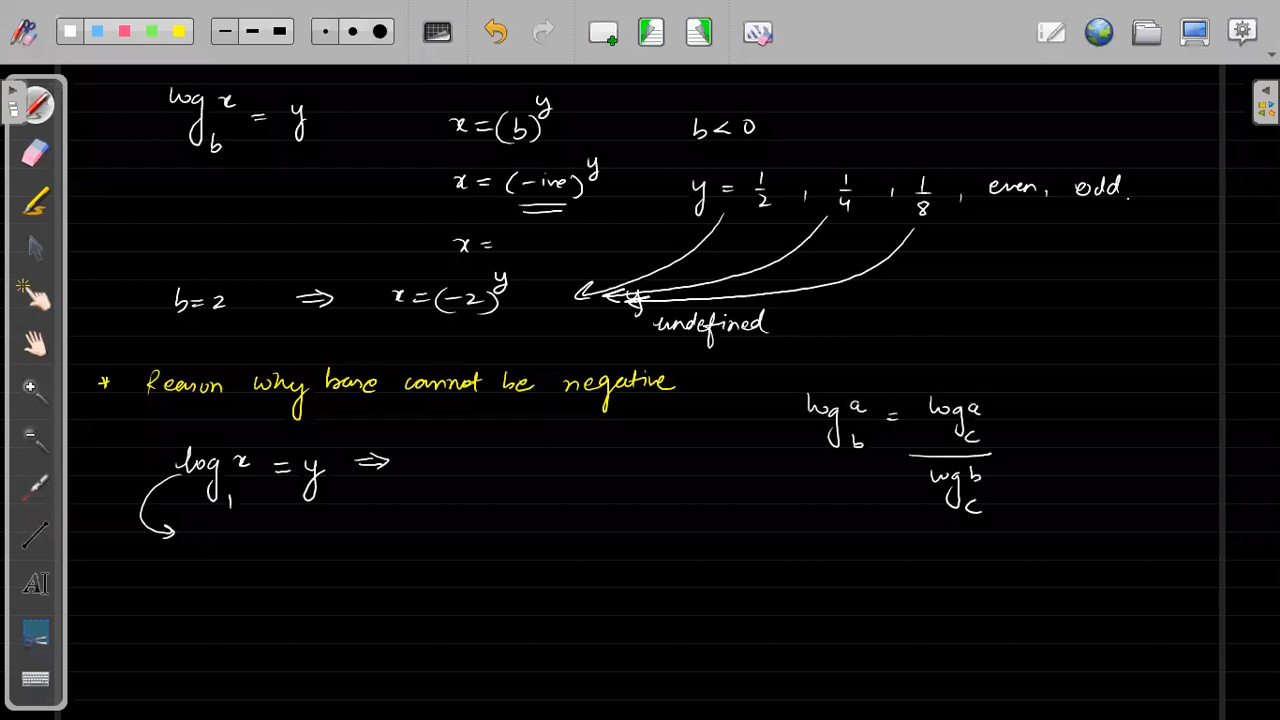 log_b x = y x = (b)^y b < 0
x = (-ive)^y y = 1/2 , 1/4 , 1/8 , even, odd.
x =
b = 2 ⇒ x = (-2)^y y
undefined
* Reason why base cannot be negative
log_b a = log_c a / log_c b
log_1 x = y ⇒